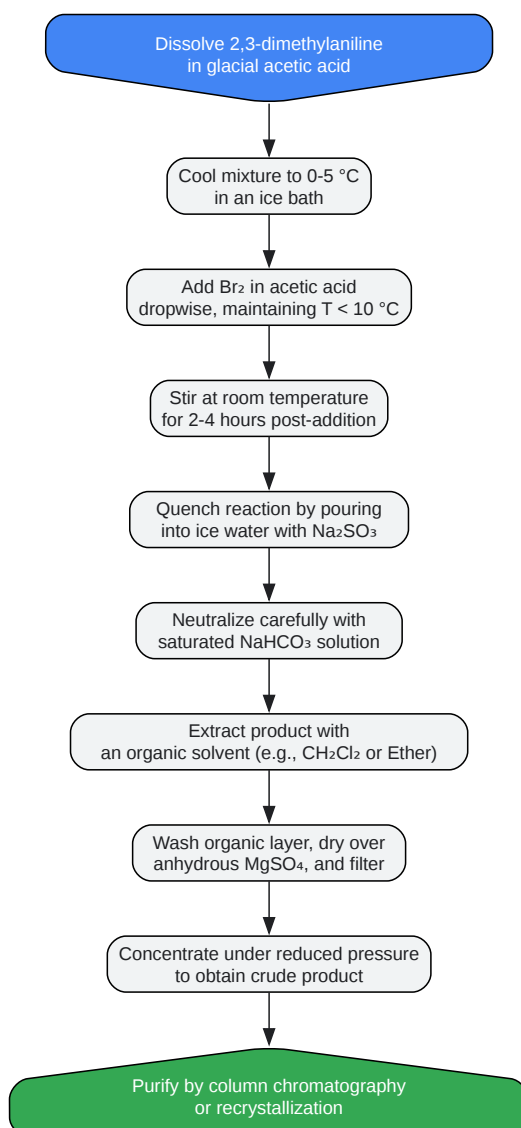 Dissolve 2,3-dimethylaniline
in glacial acetic acid
Cool mixture to 0-5 °C
in an ice bath
Add Br₂ in acetic acid
dropwise, maintaining T < 10 °C
Stir at room temperature
for 2-4 hours post-addition
Quench reaction by pouring
into ice water with Na₂SO₃
Neutralize carefully with
saturated NaHCO₃ solution
Extract product with
an organic solvent (e.g., CH₂Cl₂ or Ether)
Wash organic layer, dry over
anhydrous MgSO₄, and filter
Concentrate under reduced pressure
to obtain crude product
Purify by column chromatography
or recrystallization